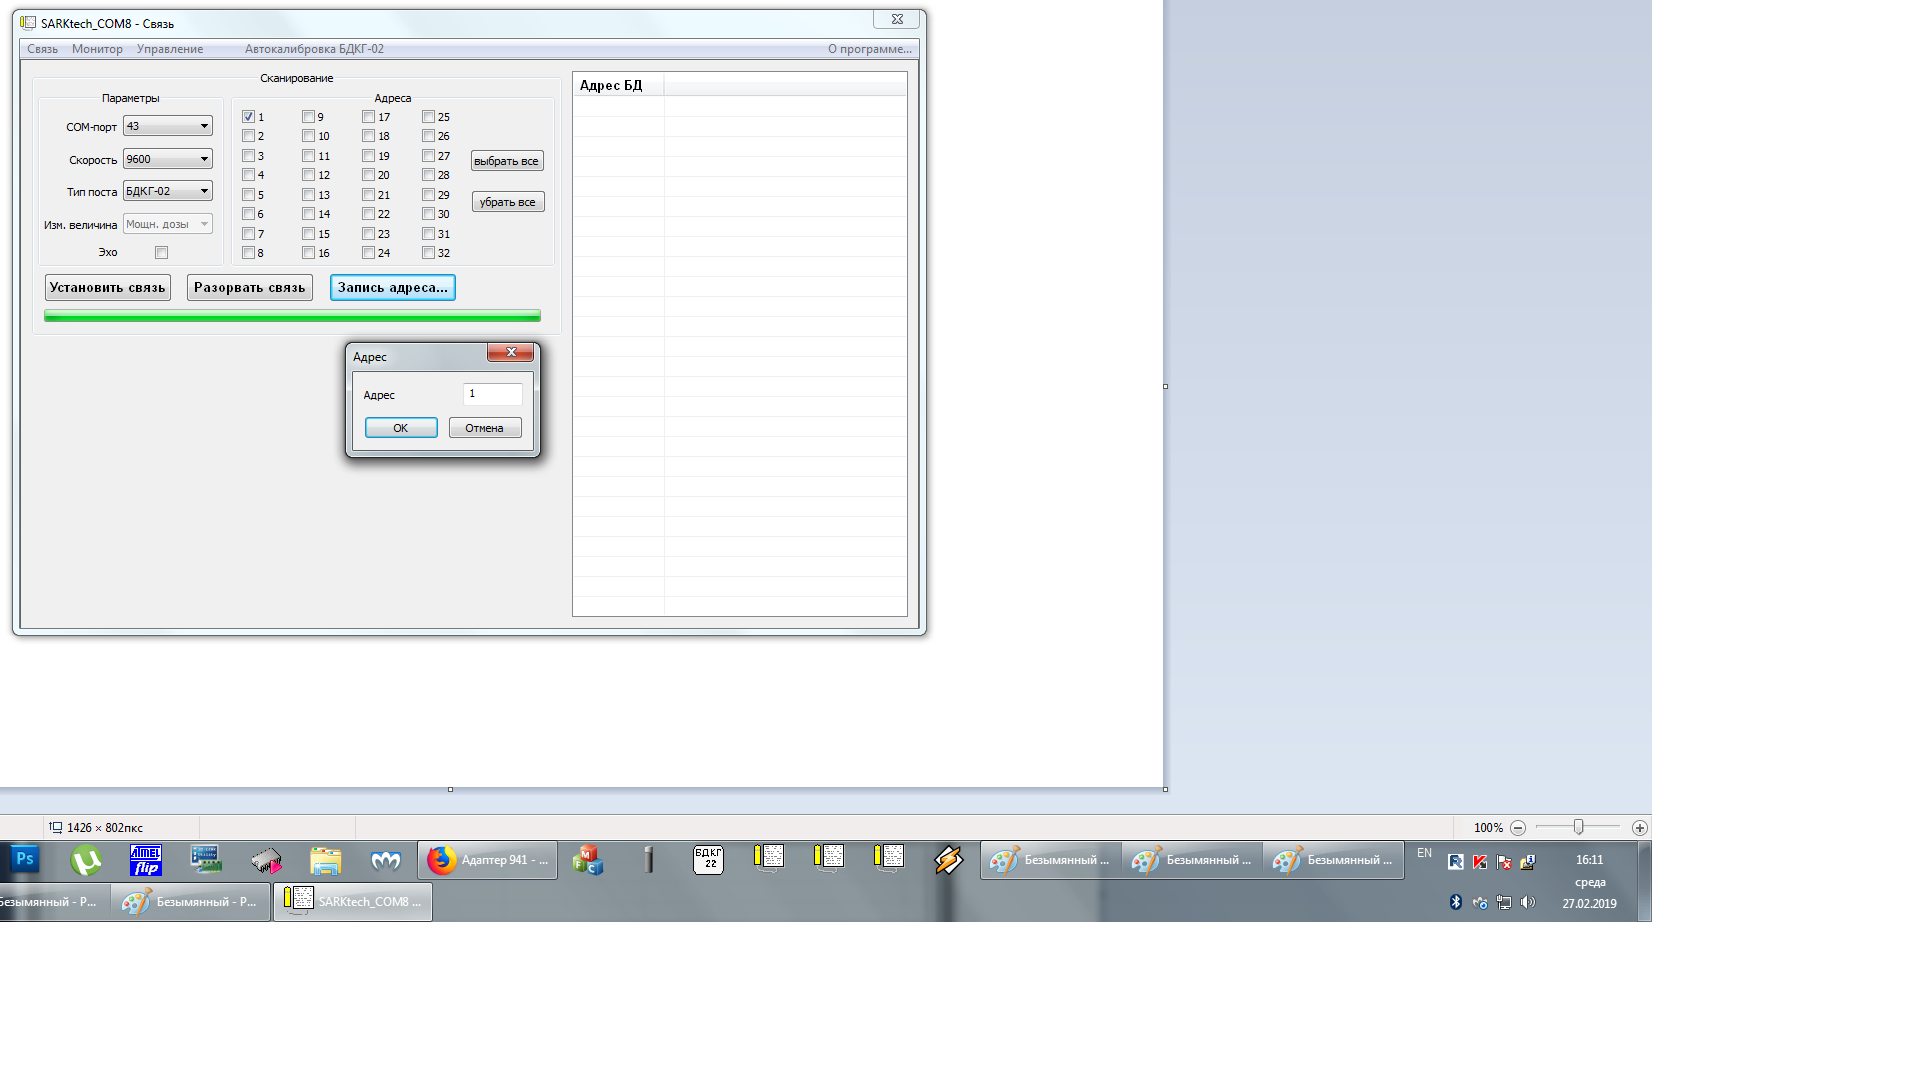 SARKtech_COM8 - Связь
Связь Монитор Управление Автокалибровка БДКГ-02 О программе...
Сканирование
Параметры
COM-порт 43
Скорость 9600
Тип поста БДКГ-02
Изм. величина Мощн. дозы
Эхо
Адреса
1 9 17 25
2 10 18 26
3 11 19 27
4 12 20 28
5 13 21 29
6 14 22 30
7 15 23 31
8 16 24 32
выбрать все
убрать все
Установить связь Разорвать связь Запись адреса...
Адрес БД
Адрес
Адрес 1
OK Отмена
1426 × 802пкс
100%
Ps
ATMEL
flip
Адаптер 941 - ...
M
F C
БДКГ
22
Безымянный ... Безымянный ... Безымянный ...
EN
16:11
среда
27.02.2019
Безымянный - P... Безымянный - P... SARKtech_COM8 ...